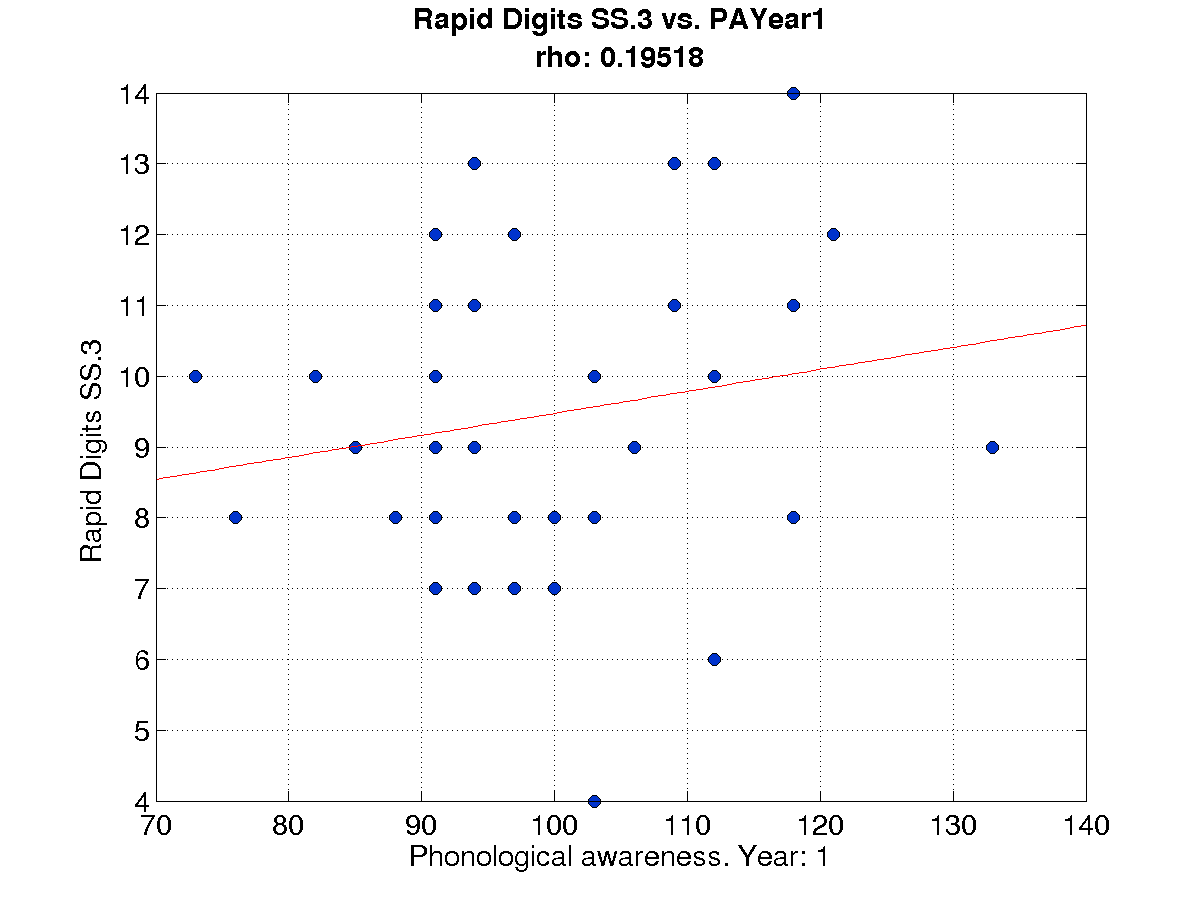 Rapid Digits SS.3 vs. PAYear1
rho: 0.19518
14
13
12
11
10
9
8
7
6
5
4
Rapid Digits SS.3
70 80 90 100 110 120 130 140
Phonological awareness. Year: 1